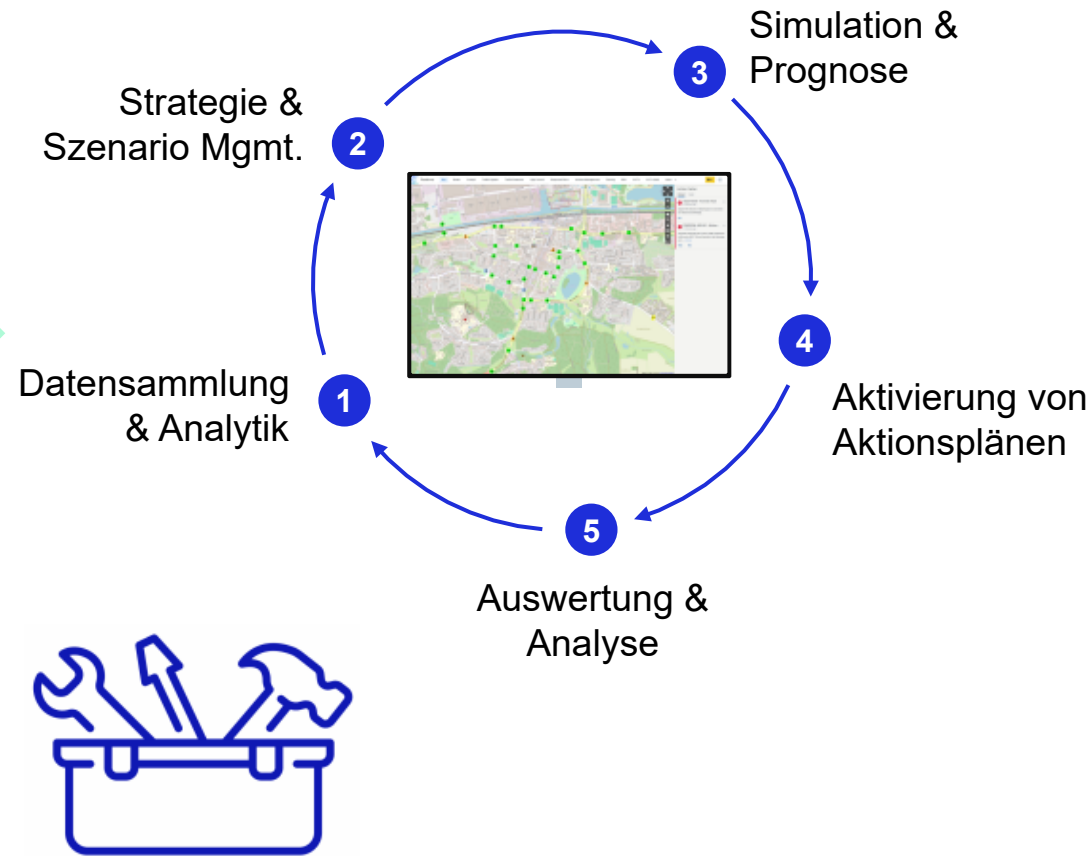 Simulation &
Prognose
3
Strategie &
Szenario Mgmt.
2
4
Datensammlung
& Analytik
1
Aktivierung von
Aktionsplänen
5
Auswertung &
Analyse